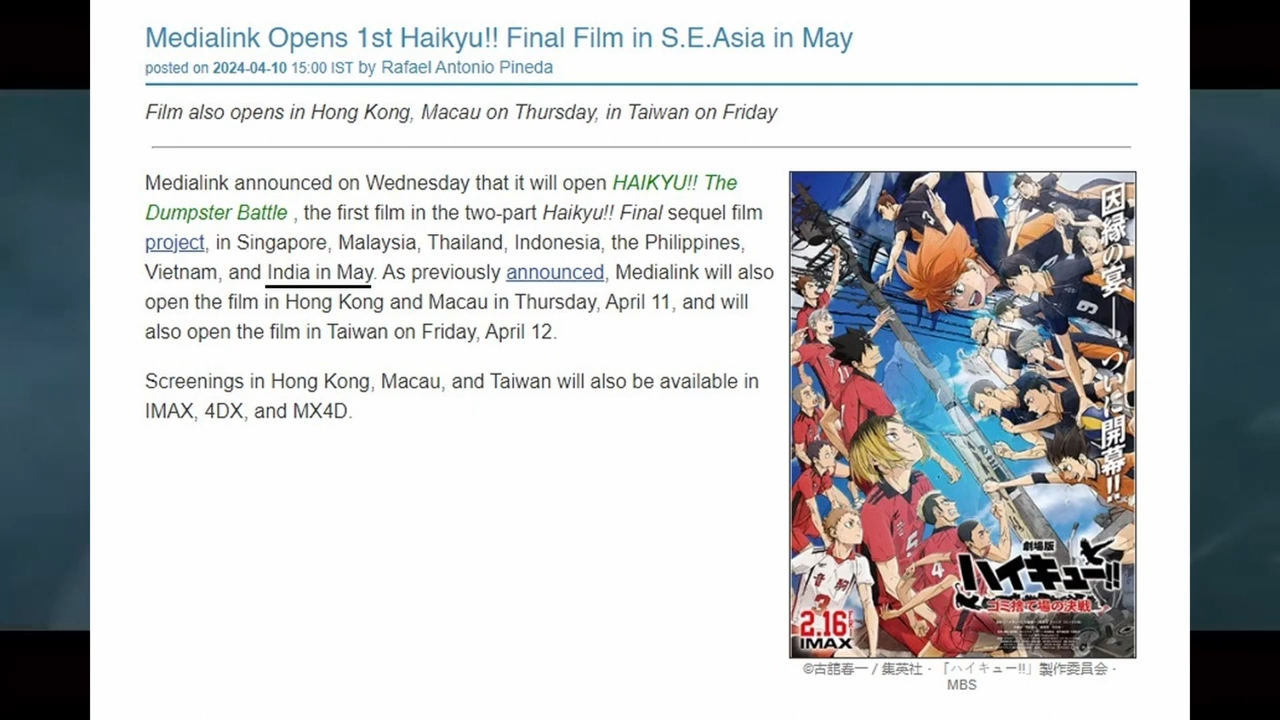 Medialink Opens 1st Haikyu!! Final Film in S.E.Asia in May
posted on 2024-04-10 15:00 IST by Rafael Antonio Pineda
Film also opens in Hong Kong, Macau on Thursday, in Taiwan on Friday
Medialink announced on Wednesday that it will open HAIKYU!! The
Dumpster Battle , the first film in the two-part Haikyu!! Final sequel film
project, in Singapore, Malaysia, Thailand, Indonesia, the Philippines,
Vietnam, and India in May. As previously announced, Medialink will also
open the film in Hong Kong and Macau in Thursday, April 11, and will
also open the film in Taiwan on Friday, April 12.
Screenings in Hong Kong, Macau, and Taiwan will also be available in
IMAX, 4DX, and MX4D.
因縁の宴──、ついに開幕!!
劇場版
ハイキュー!!
ゴミ捨て場の決戦
音駒
3
5
4
11
9
2.16 FRI
IMAX
©古舘春一 / 集英社・「ハイキュー!!」製作委員会・
MBS